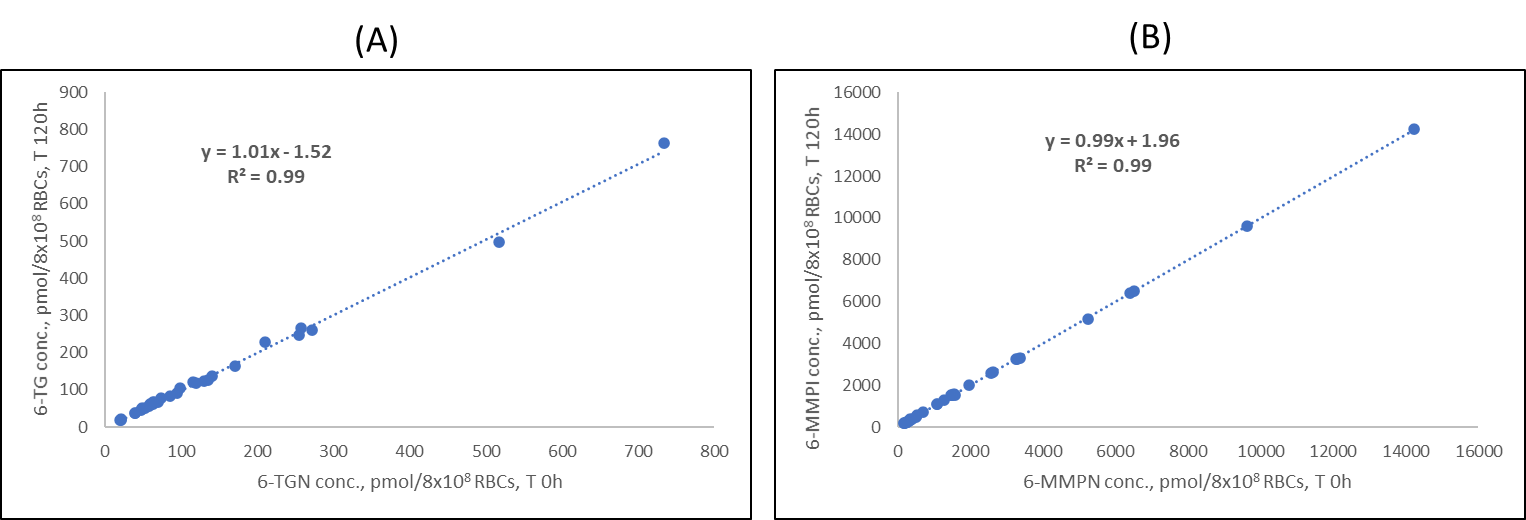 (A)
6-TG conc., pmol/8x10⁸ RBCs, T 120h
900
800
700
600
500
400
300
200
100
0
y = 1.01x - 1.52
R² = 0.99
0 100 200 300 400 500 600 700 800
6-TGN conc., pmol/8x10⁸ RBCs, T 0h
(B)
6-MMPI conc., pmol/8x10⁸ RBCs, T 120h
16000
14000
12000
10000
8000
6000
4000
2000
0
y = 0.99x + 1.96
R² = 0.99
0 2000 4000 6000 8000 10000 12000 14000 16000
6-MMPN conc., pmol/8x10⁸ RBCs, T 0h